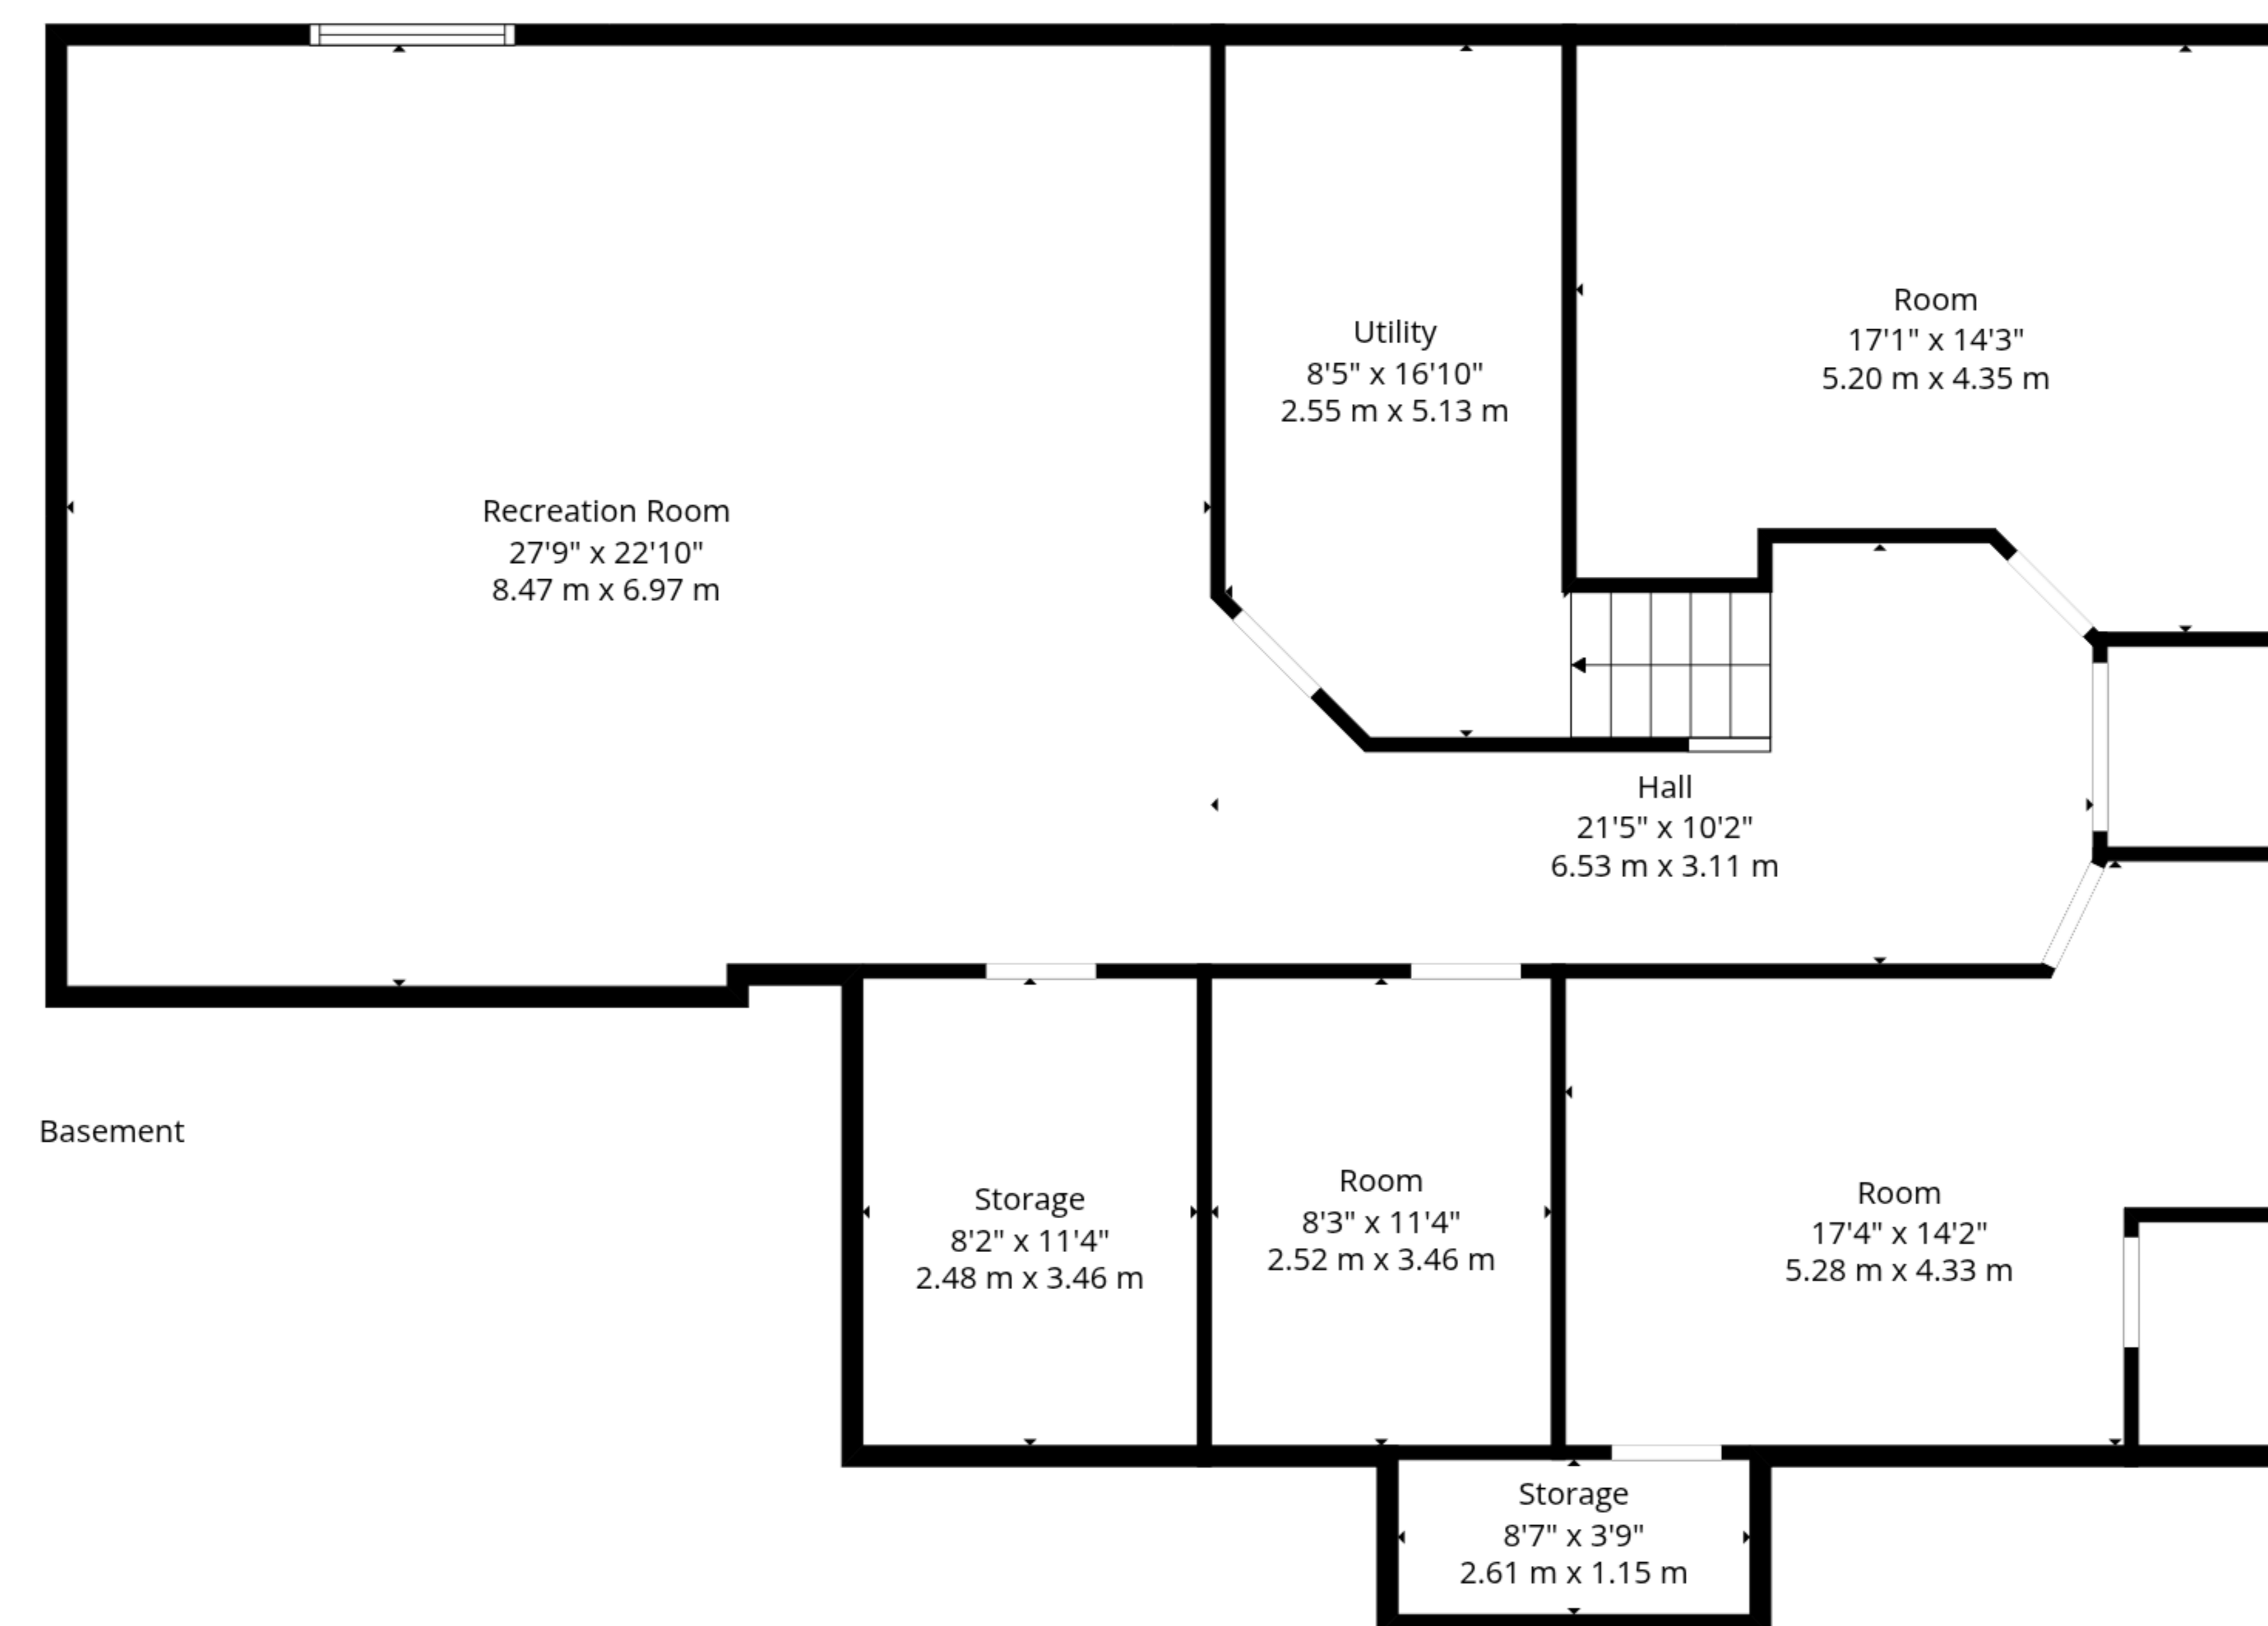 Room
17'1" x 14'3"
5.20 m x 4.35 m
Utility
8'5" x 16'10"
2.55 m x 5.13 m
Recreation Room
27'9" x 22'10"
8.47 m x 6.97 m
Hall
21'5" x 10'2"
6.53 m x 3.11 m
Basement
Storage
8'2" x 11'4"
2.48 m x 3.46 m
Room
8'3" x 11'4"
2.52 m x 3.46 m
Room
17'4" x 14'2"
5.28 m x 4.33 m
Storage
8'7" x 3'9"
2.61 m x 1.15 m